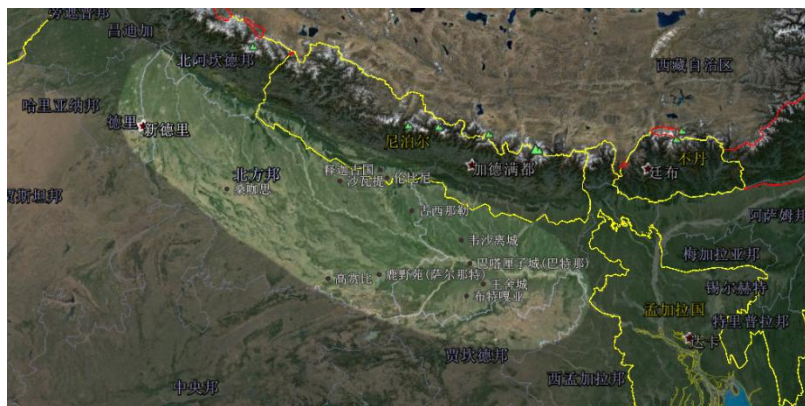 昌迪加
北阿坎德邦
西藏自治区
哈里亚纳邦
德里
新德里
尼泊尔
不丹
加德满都
廷布
释迦古国
北方邦
沙瓦提
伦比尼
桑咖思
古西那勒
阿萨姆邦
韦沙离城
梅加拉亚邦
巴嗒厘子城(巴特那)
高赏比
鹿野苑(萨尔那特)
王舍城
布特嘎亚
锡尔赫特
孟加拉国
特里普拉邦
达卡
贾坎德邦
中央邦
西孟加拉邦